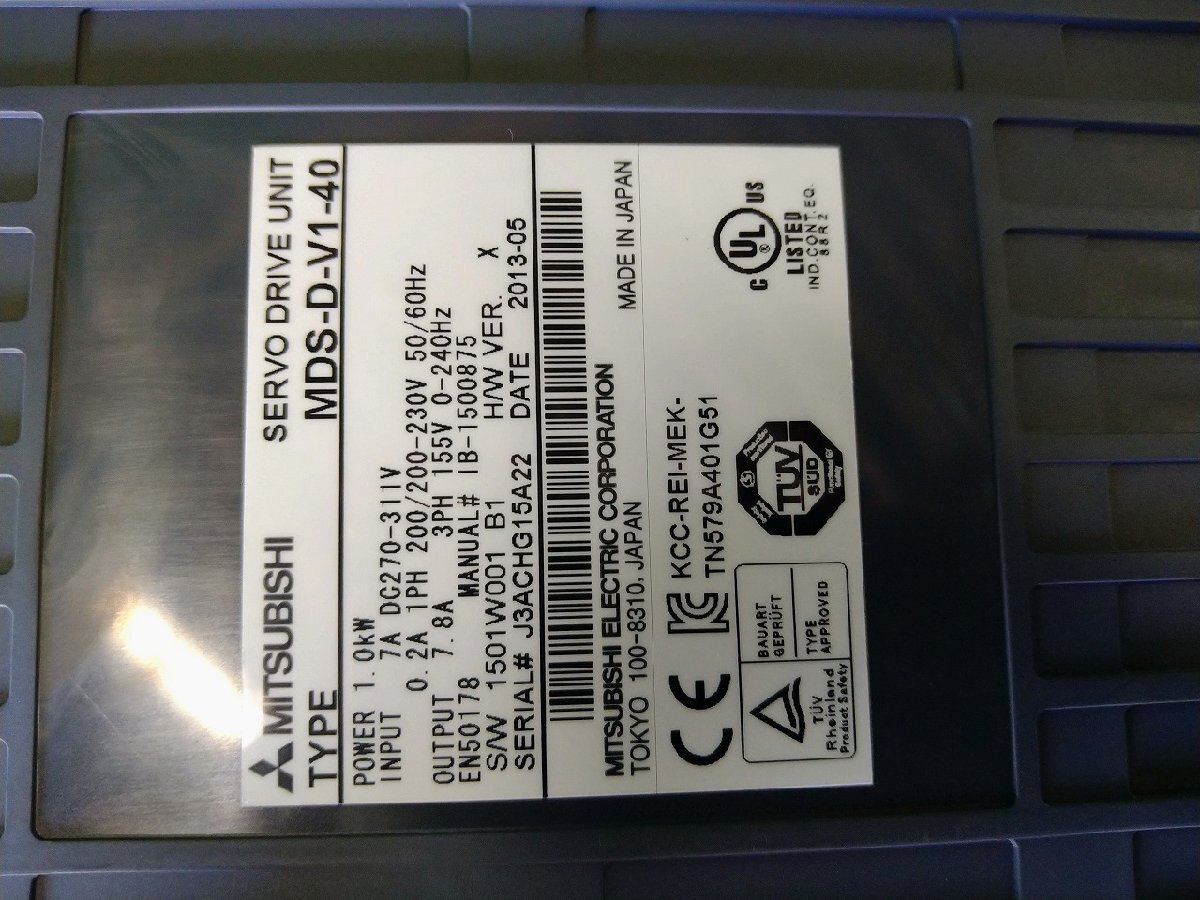 MITSUBISHI SERVO DRIVE UNIT
TYPE MDS-D-V1-40
POWER 1.0kW
INPUT 7A DC270-311V
0.2A 1PH 200/200-230V 50/60Hz
OUTPUT 7.8A 3PH 155V 0-240Hz
EN50178 MANUAL# IB-1500875
S/W 1501W001 B1 H/W VER. X
SERIAL# J3ACHG15A22 DATE 2013-05
MITSUBISHI ELECTRIC CORPORATION
TOKYO 100-8310, JAPAN MADE IN JAPAN
CE KCC-REI-MEK-
TN579A401G51
TÜV
Rheinland
Product Safety
BAUART
GEPRÜFT
TYPE
APPROVED
TÜV
SÜD
C UL US
®
LISTED
IND.CONT.EQ.
88R2